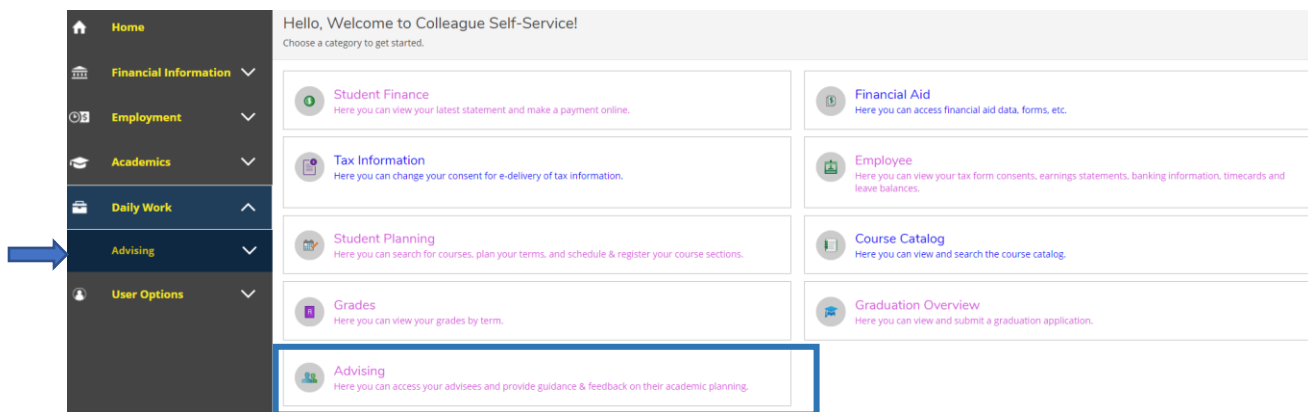 Home
Financial Information
Employment
Academics
Daily Work
Advising
User Options
Hello, Welcome to Colleague Self-Service!
Choose a category to get started.
Student Finance
Here you can view your latest statement and make a payment online.
Financial Aid
Here you can access financial aid data, forms, etc.
Tax Information
Here you can change your consent for e-delivery of tax information.
Employee
Here you can view your tax form consents, earnings statements, banking information, timecards and
leave balances.
Student Planning
Here you can search for courses, plan your terms, and schedule & register your course sections.
Course Catalog
Here you can view and search the course catalog.
Grades
Here you can view your grades by term.
Graduation Overview
Here you can view and submit a graduation application.
Advising
Here you can access your advisees and provide guidance & feedback on their academic planning.